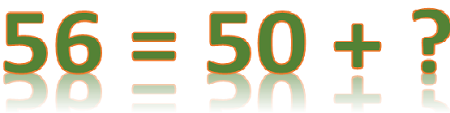 56 = 50 + ?